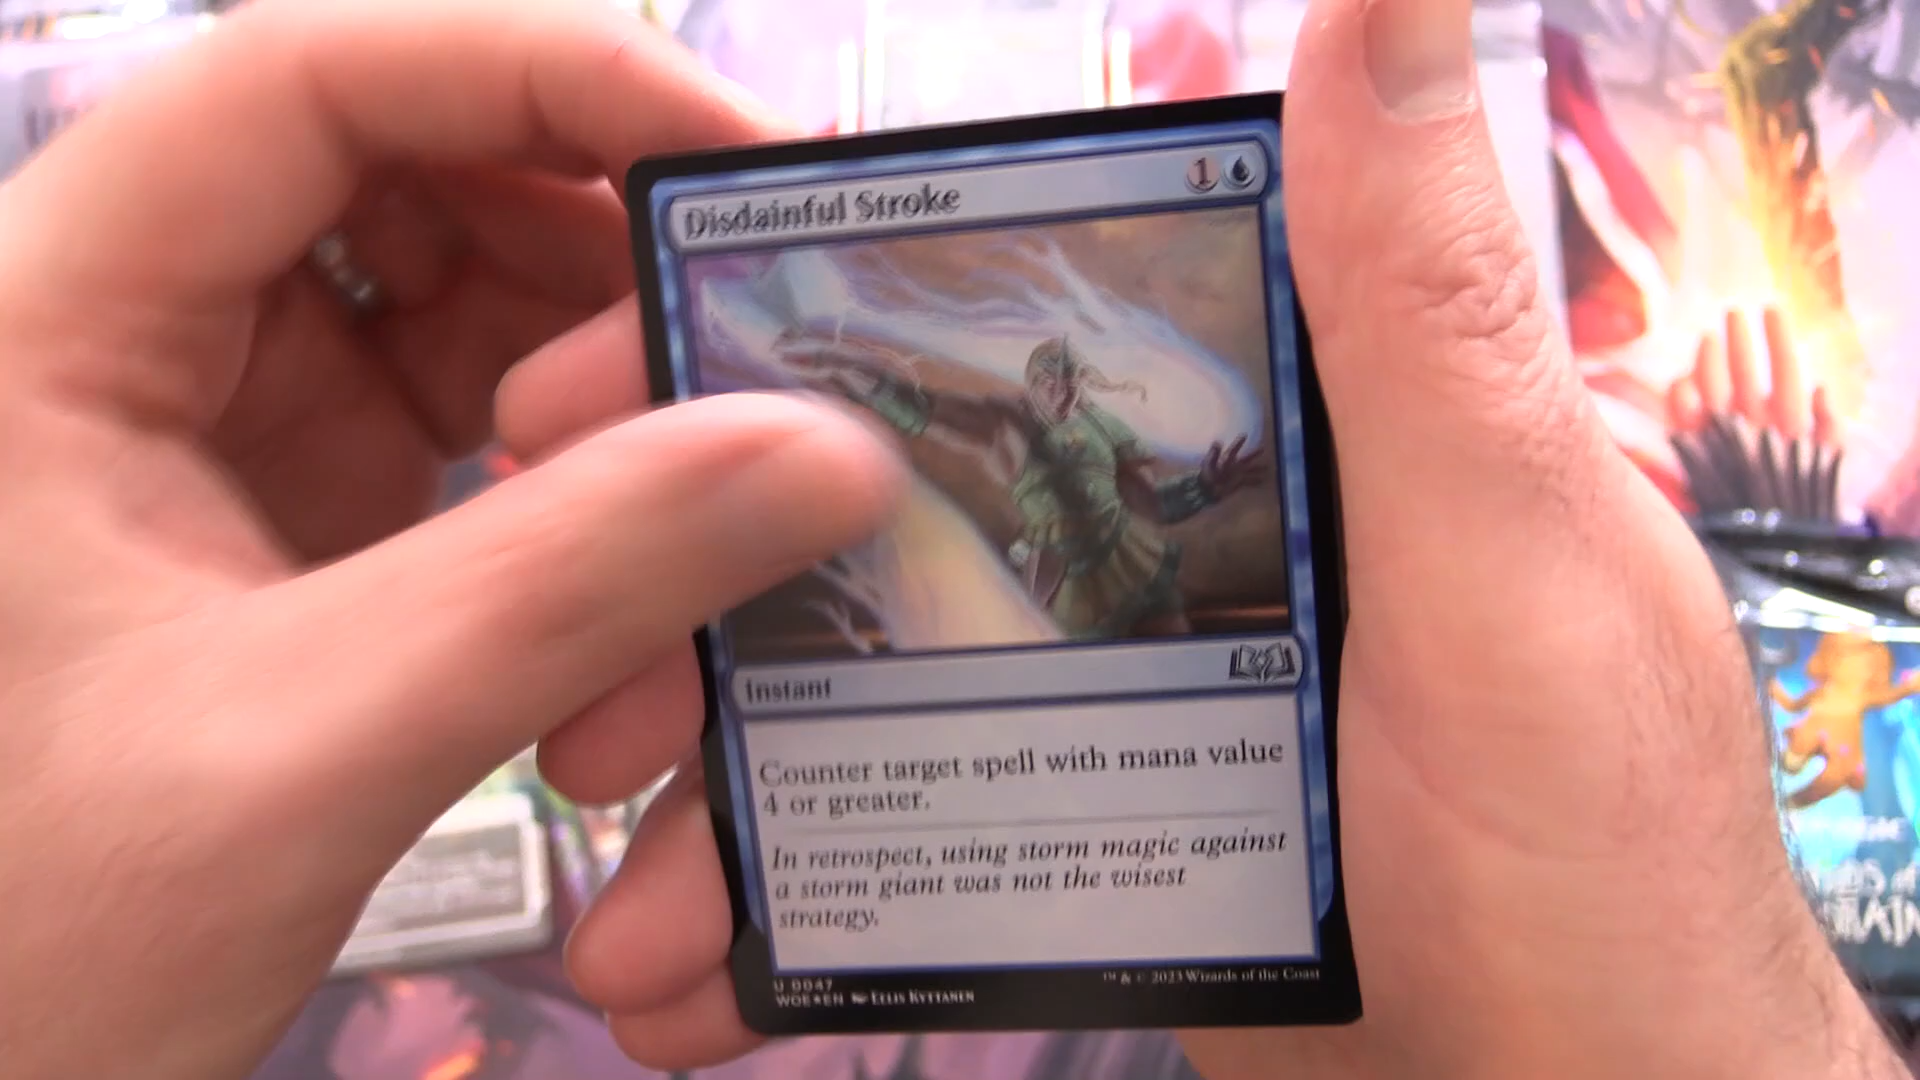 Disdainful Stroke 1
Instant
Counter target spell with mana value
4 or greater.
In retrospect, using storm magic against
a storm giant was not the wisest
strategy.
U 0047
WOE★EN Ellis Kyttanen
™ & © 2023 Wizards of the Coast